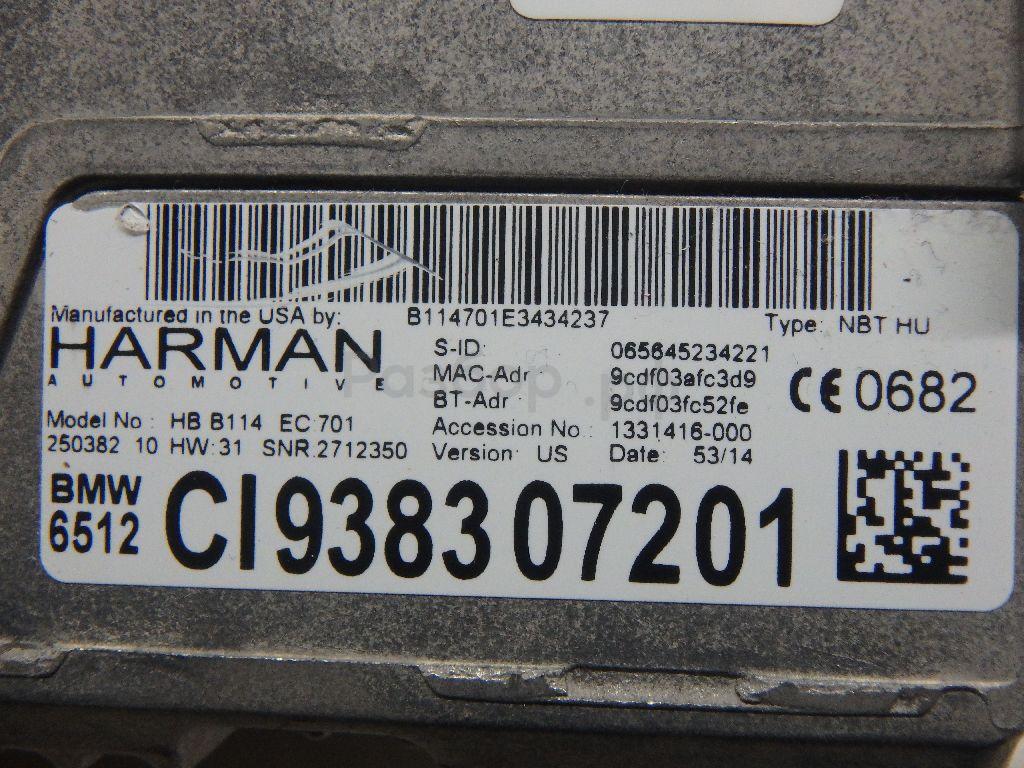 Manufactured in the USA by: B114701E3434237 Type: NBT HU
HARMAN
AUTOMOTIVE
S-ID: 065645234221
MAC-Adr 9cdf03afc3d9
BT-Adr : 9cdf03fc52fe
CE 0682
Model No : HB B114 EC:701 Accession No : 1331416-000
250382 10 HW:31 SNR.2712350 Version: US Date: 53/14
BMW
6512
CI938307201
Разбор.рф